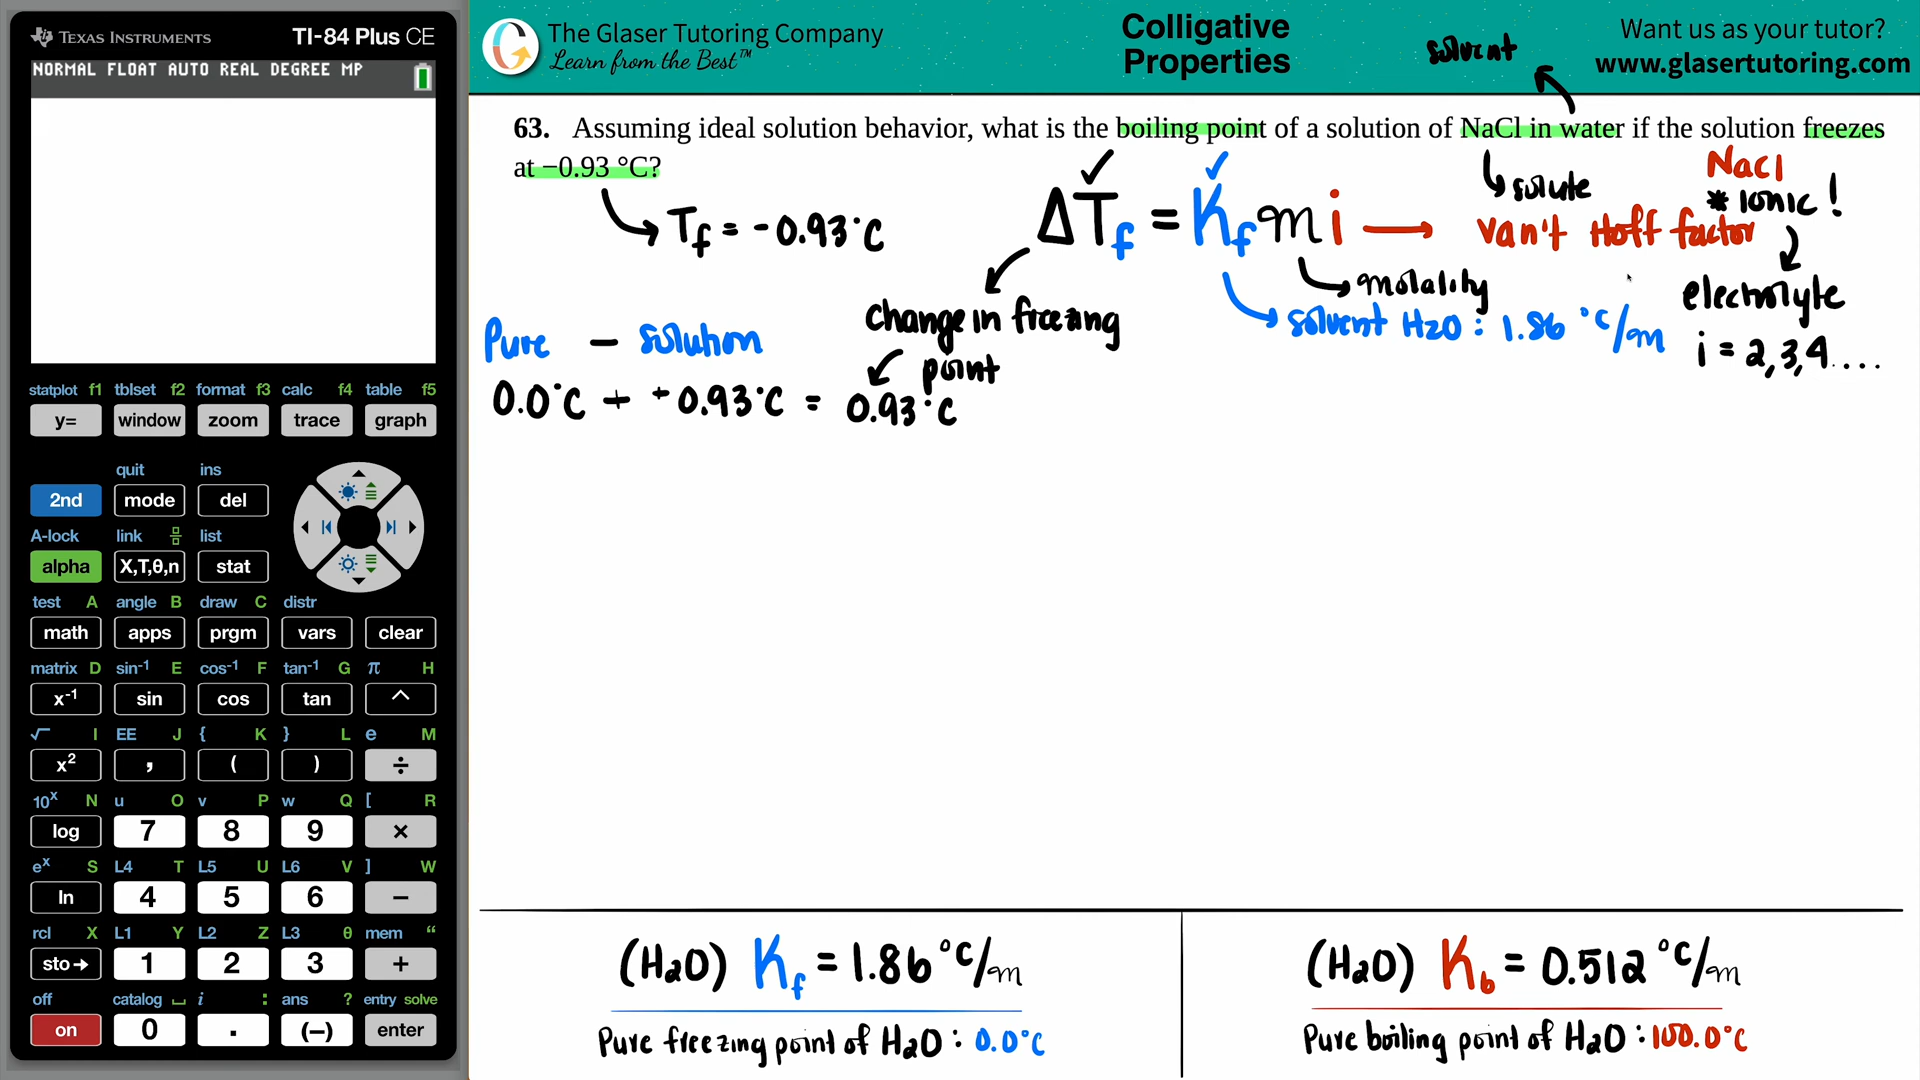 TEXAS INSTRUMENTS TI-84 Plus CE
NORMAL FLOAT AUTO REAL DEGREE MP
statplot f1 tblset f2 format f3 calc f4 table f5
y= window zoom trace graph
quit ins
2nd mode del
A-lock link list
alpha X,T,θ,n stat
test A angle B draw C distr
math apps prgm vars clear
matrix D sin-1 E cos-1 F tan-1 G π H
x-1 sin cos tan ^
√ I EE J { K } L e M
x2 , ( ) ÷
10x N u O v P w Q [ R
log 7 8 9 ×
ex S L4 T L5 U L6 V ] W
ln 4 5 6 −
rcl X L1 Y L2 Z L3 θ mem “
sto→ 1 2 3 +
off catalog ⎵ i : ans ? entry solve
on 0 . (−) enter
The Glaser Tutoring Company
Learn from the Best™
Colligative
Properties
Want us as your tutor?
www.glasertutoring.com
solvent
63. Assuming ideal solution behavior, what is the boiling point of a solution of NaCl in water if the solution freezes
at −0.93 °C?
Tf = -0.93°C
ΔTf = Kf m i → van't Hoff factor
solute
NaCl
* ionic!
electrolyte
i = 2,3,4....
molality
solvent H2O : 1.86 °C/m
change in freezing
point
Pure — solution
0.0°C + +0.93°C = 0.93°C
(H2O) Kf = 1.86 °C/m
Pure freezing point of H2O : 0.0°C
(H2O) Kb = 0.512 °C/m
Pure boiling point of H2O : 100.0°C